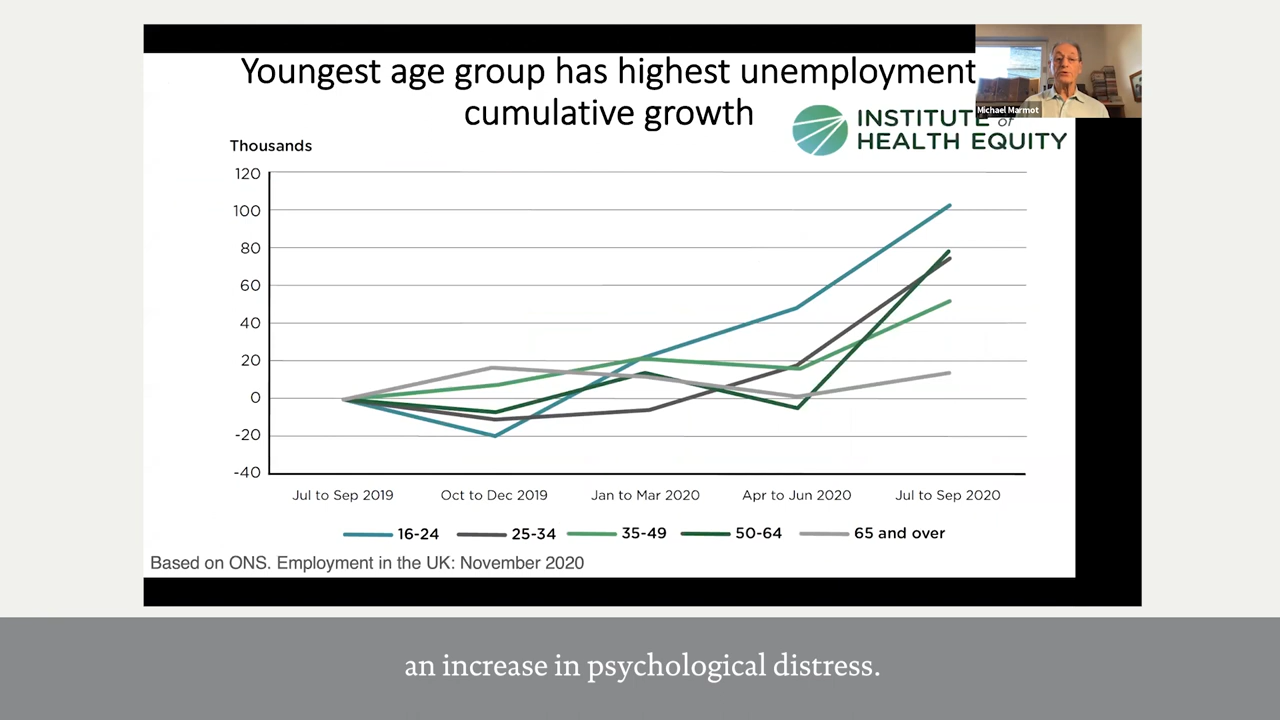 Youngest age group has highest unemployment
cumulative growth
Michael Marmot
INSTITUTE of
HEALTH EQUITY
Thousands
120
100
80
60
40
20
0
-20
-40
Jul to Sep 2019 Oct to Dec 2019 Jan to Mar 2020 Apr to Jun 2020 Jul to Sep 2020
16-24 25-34 35-49 50-64 65 and over
Based on ONS. Employment in the UK: November 2020
an increase in psychological distress.